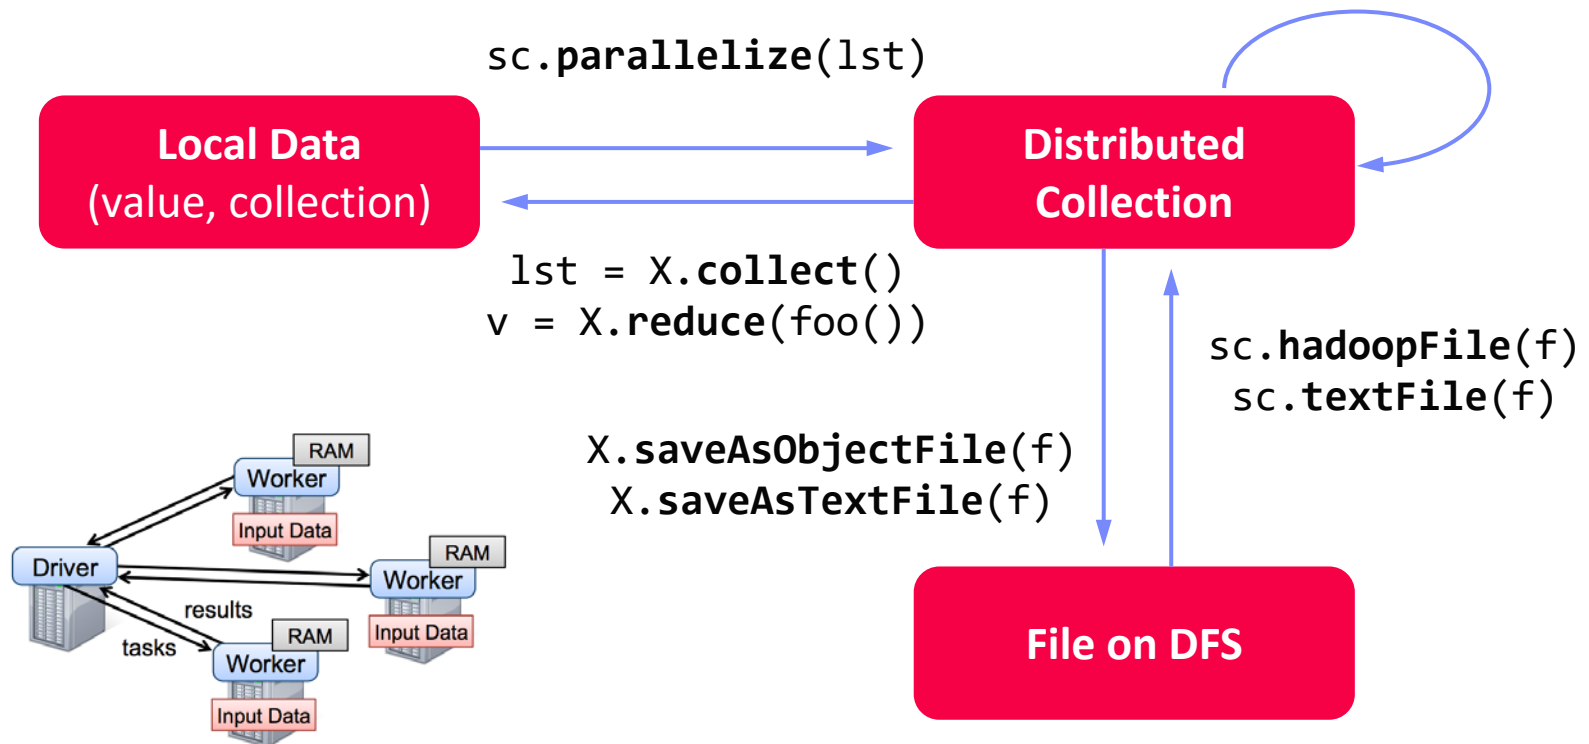 sc.parallelize(lst)
Local Data
(value, collection)
Distributed
Collection
lst = X.collect()
v = X.reduce(foo())
sc.hadoopFile(f)
sc.textFile(f)
X.saveAsObjectFile(f)
X.saveAsTextFile(f)
File on DFS
RAM
Worker
Input Data
Driver
RAM
Worker
Input Data
results
tasks
RAM
Worker
Input Data